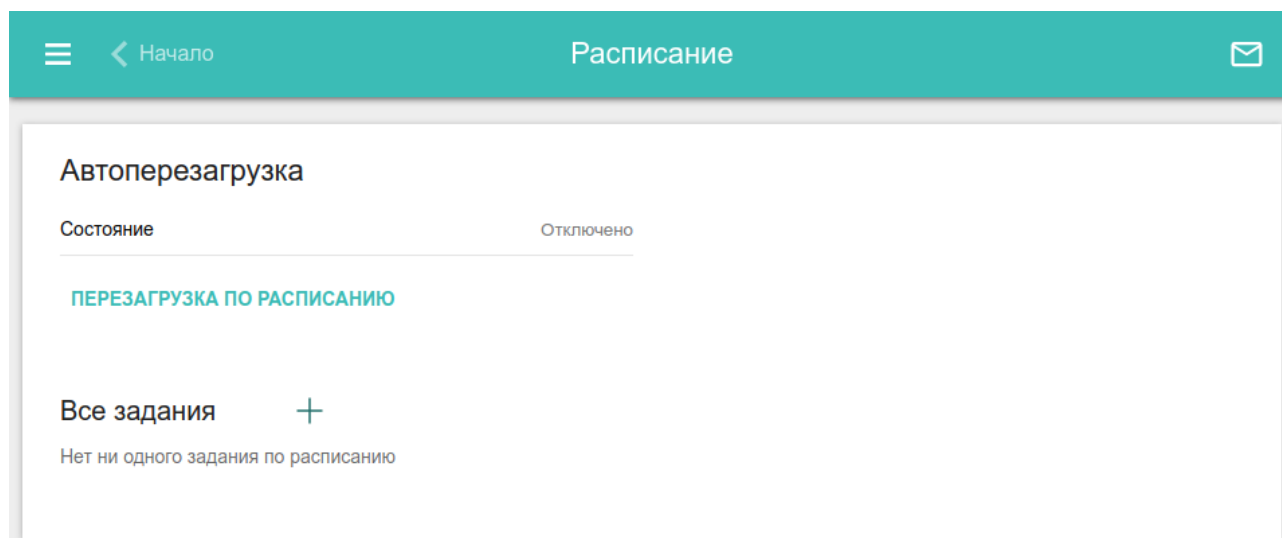 Начало
Расписание
Автоперезагрузка
Состояние Отключено
ПЕРЕЗАГРУЗКА ПО РАСПИСАНИЮ
Все задания
Нет ни одного задания по расписанию